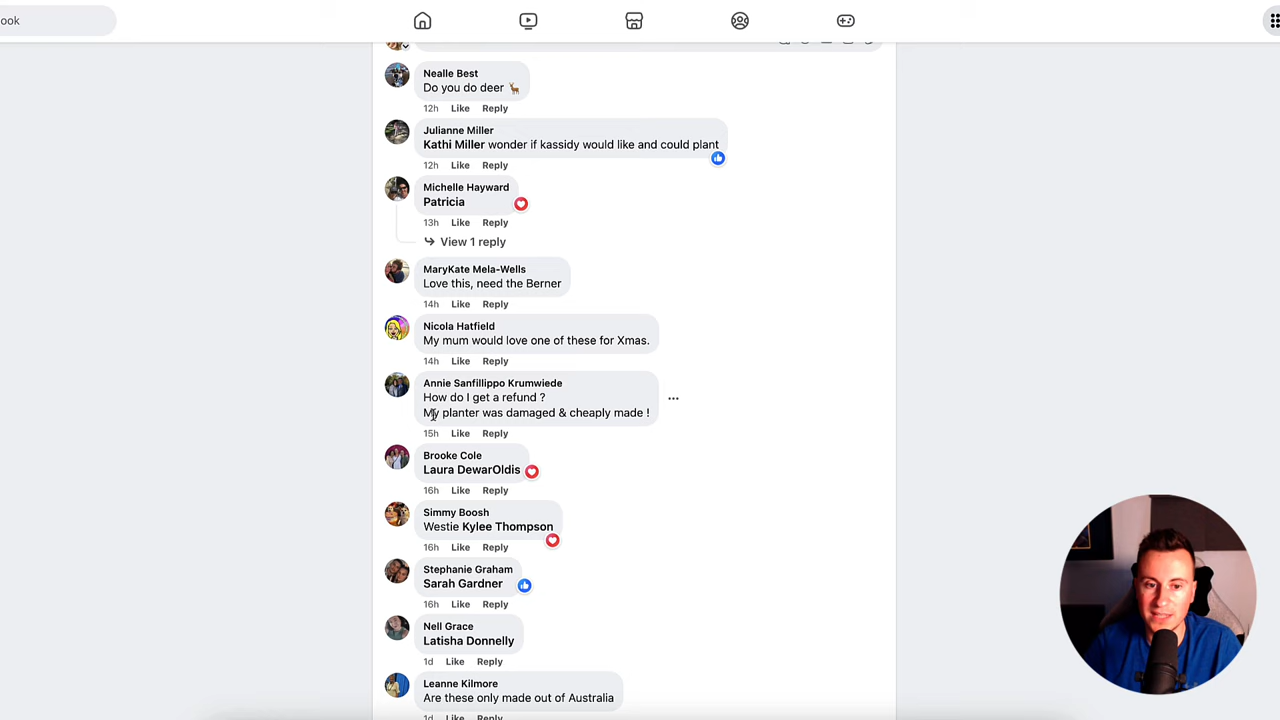 ook
Nealle Best
Do you do deer 🦌
12h Like Reply
Julianne Miller
Kathi Miller wonder if kassidy would like and could plant
12h Like Reply
Michelle Hayward
Patricia
13h Like Reply
View 1 reply
MaryKate Mela-Wells
Love this, need the Berner
14h Like Reply
Nicola Hatfield
My mum would love one of these for Xmas.
14h Like Reply
Annie Sanfillippo Krumwiede
How do I get a refund ?
My planter was damaged & cheaply made !
15h Like Reply
Brooke Cole
Laura DewarOldis
16h Like Reply
Simmy Boosh
Westie Kylee Thompson
16h Like Reply
Stephanie Graham
Sarah Gardner
16h Like Reply
Nell Grace
Latisha Donnelly
1d Like Reply
Leanne Kilmore
Are these only made out of Australia
1d Like Reply